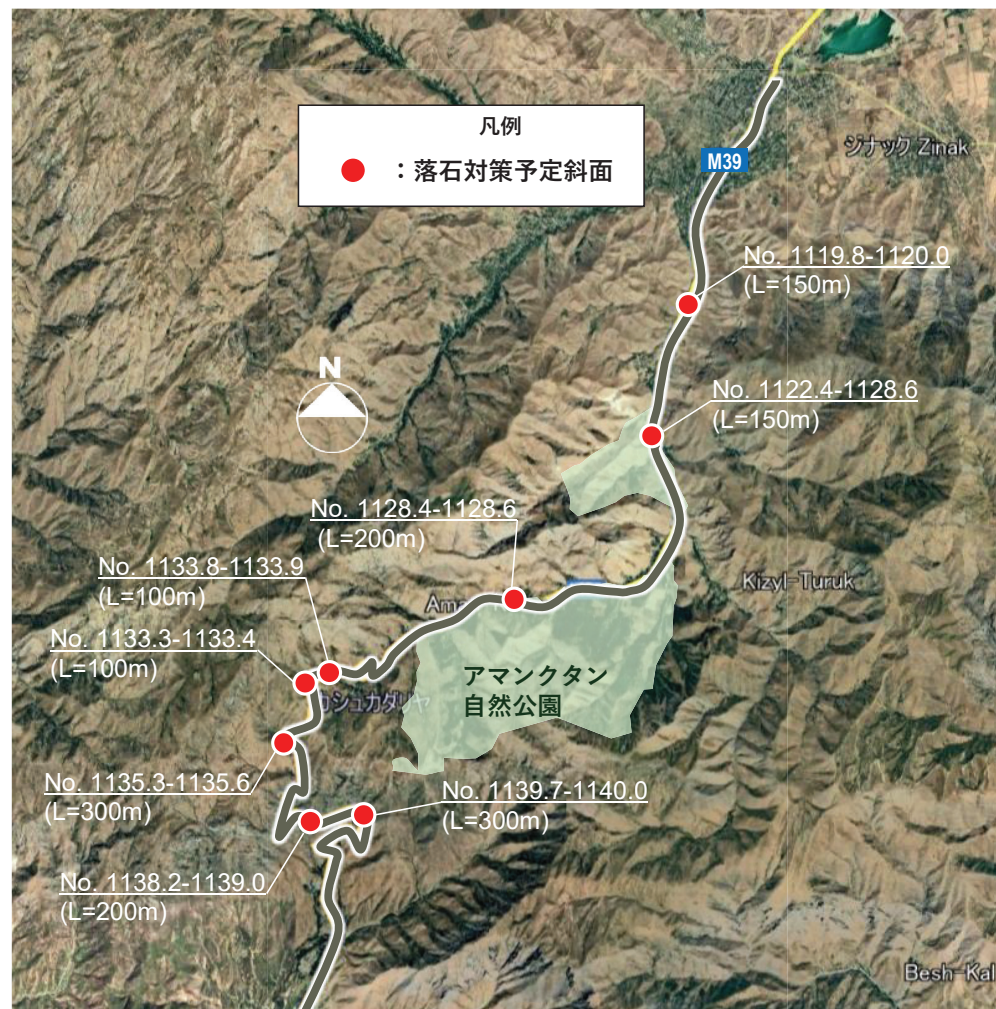 凡例
：落石対策予定斜面
M39
ジナック Zinak
No. 1119.8-1120.0
(L=150m)
N
No. 1122.4-1128.6
(L=150m)
No. 1128.4-1128.6
(L=200m)
No. 1133.8-1133.9
(L=100m)
Kizyl-Turuk
No. 1133.3-1133.4
(L=100m)
アマンクタン
自然公園
カシュカダリヤ
No. 1135.3-1135.6
(L=300m)
No. 1139.7-1140.0
(L=300m)
No. 1138.2-1139.0
(L=200m)
Besh-Kal